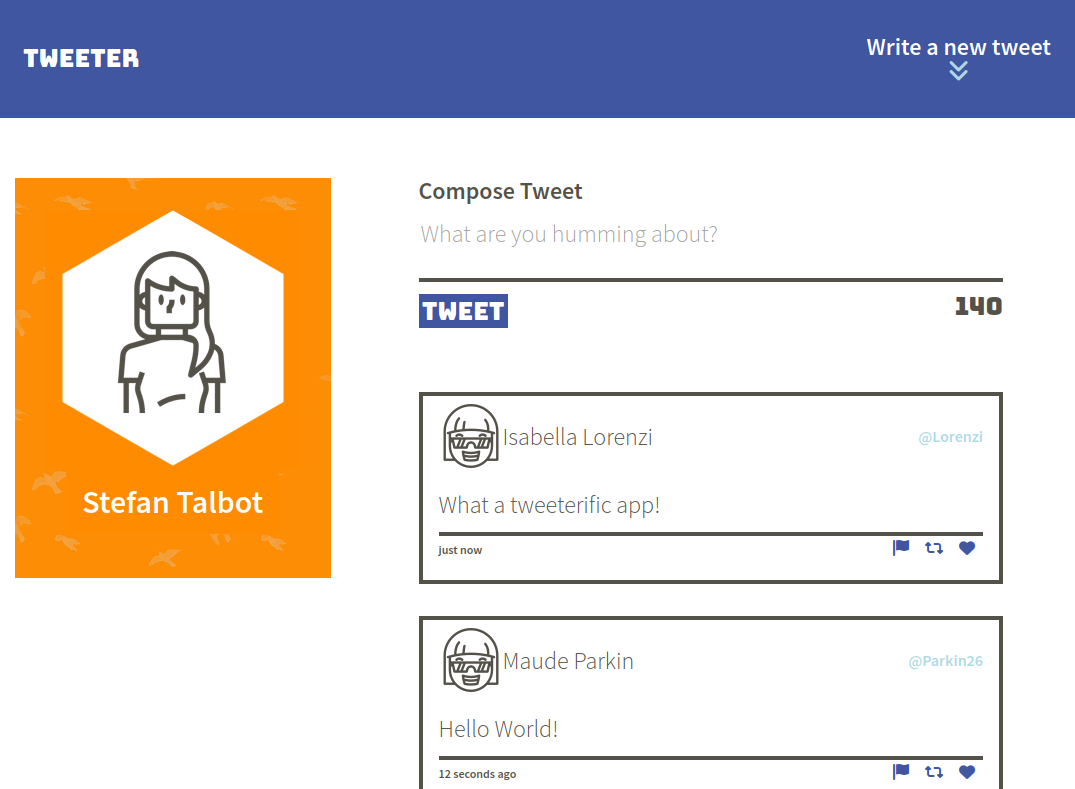 TWEETER
Write a new tweet
Stefan Talbot
Compose Tweet
What are you humming about?
TWEET
140
Isabella Lorenzi
@Lorenzi
What a tweeterific app!
just now
Maude Parkin
@Parkin26
Hello World!
12 seconds ago